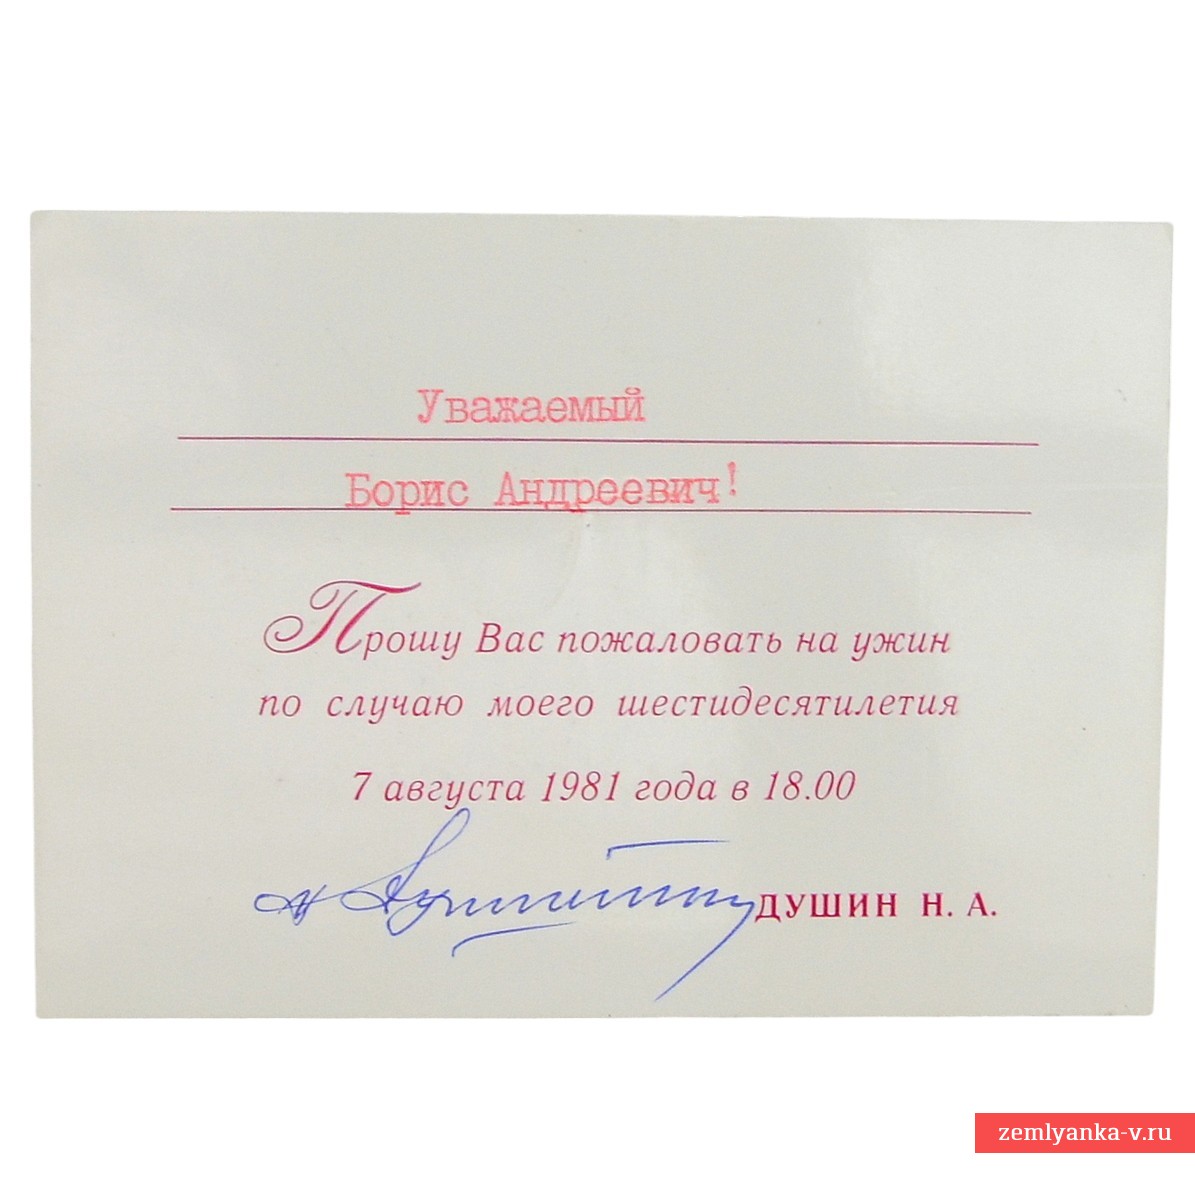 Уважаемый
Борис Андреевич!
Прошу Вас пожаловать на ужин
по случаю моего шестидесятилетия
7 августа 1981 года в 18.00
ДУШИН Н. А.
zemlyanka-v.ru